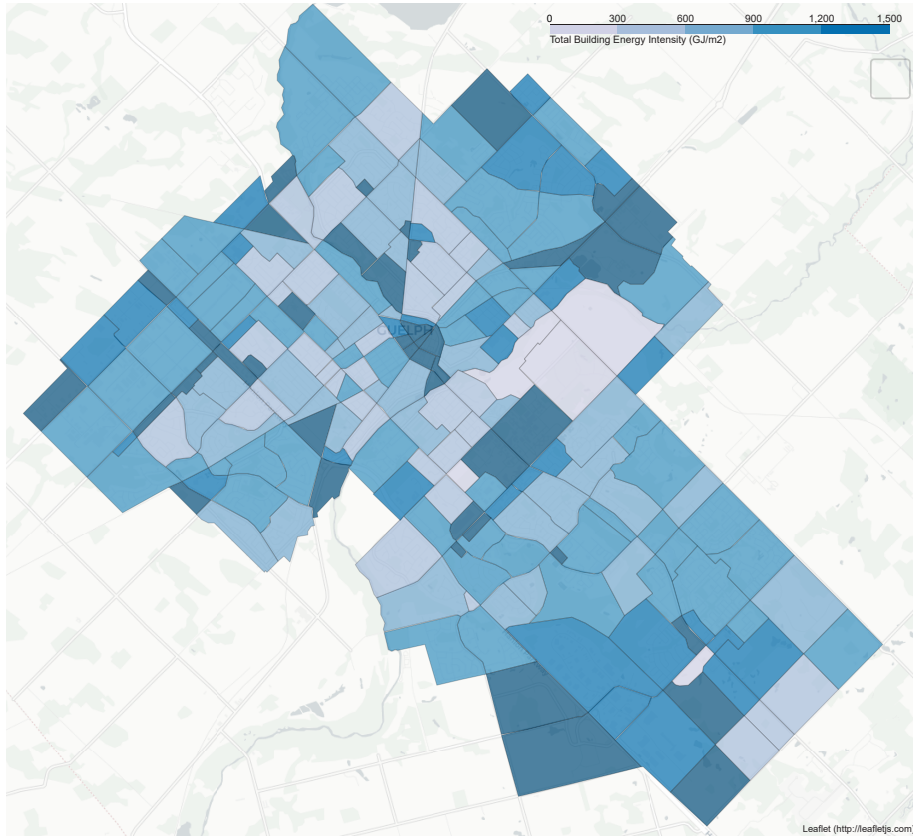 0 300 600 900 1,200 1,500
Total Building Energy Intensity (GJ/m2)
GUELPH
Leaflet (http://leafletjs.com